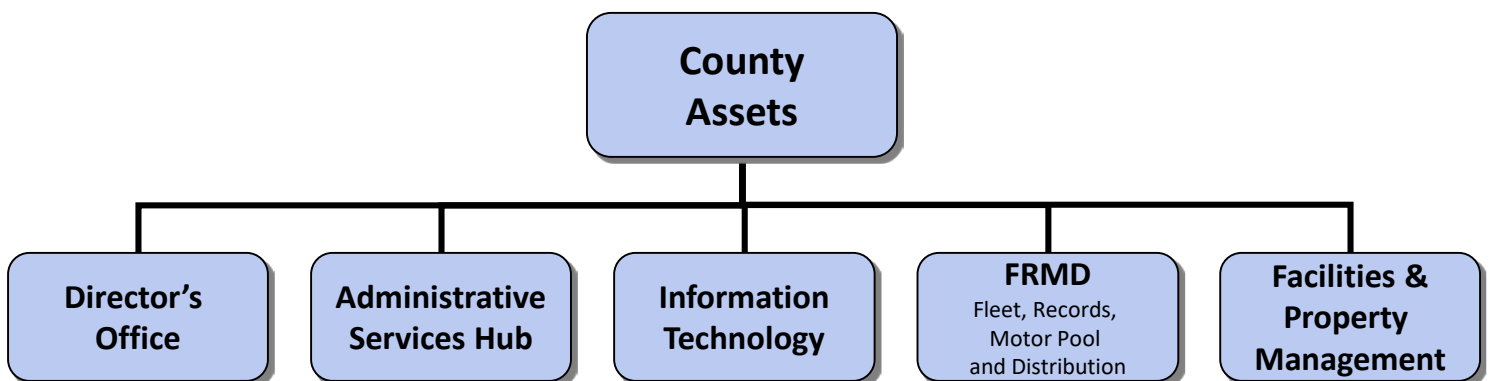 County
Assets
Director's
Office
Administrative
Services Hub
Information
Technology
FRMD
Fleet, Records,
Motor Pool
and Distribution
Facilities &
Property
Management